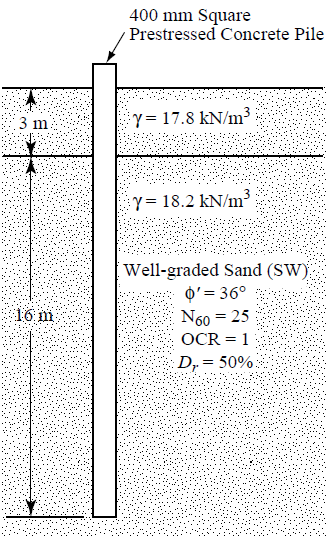 400 mm Square
Prestressed Concrete Pile
3 m
γ = 17.8 kN/m³
γ = 18.2 kN/m³
Well-graded Sand (SW)
ϕ′ = 36°
16 m
N₆₀ = 25
OCR = 1
Dᵣ = 50%